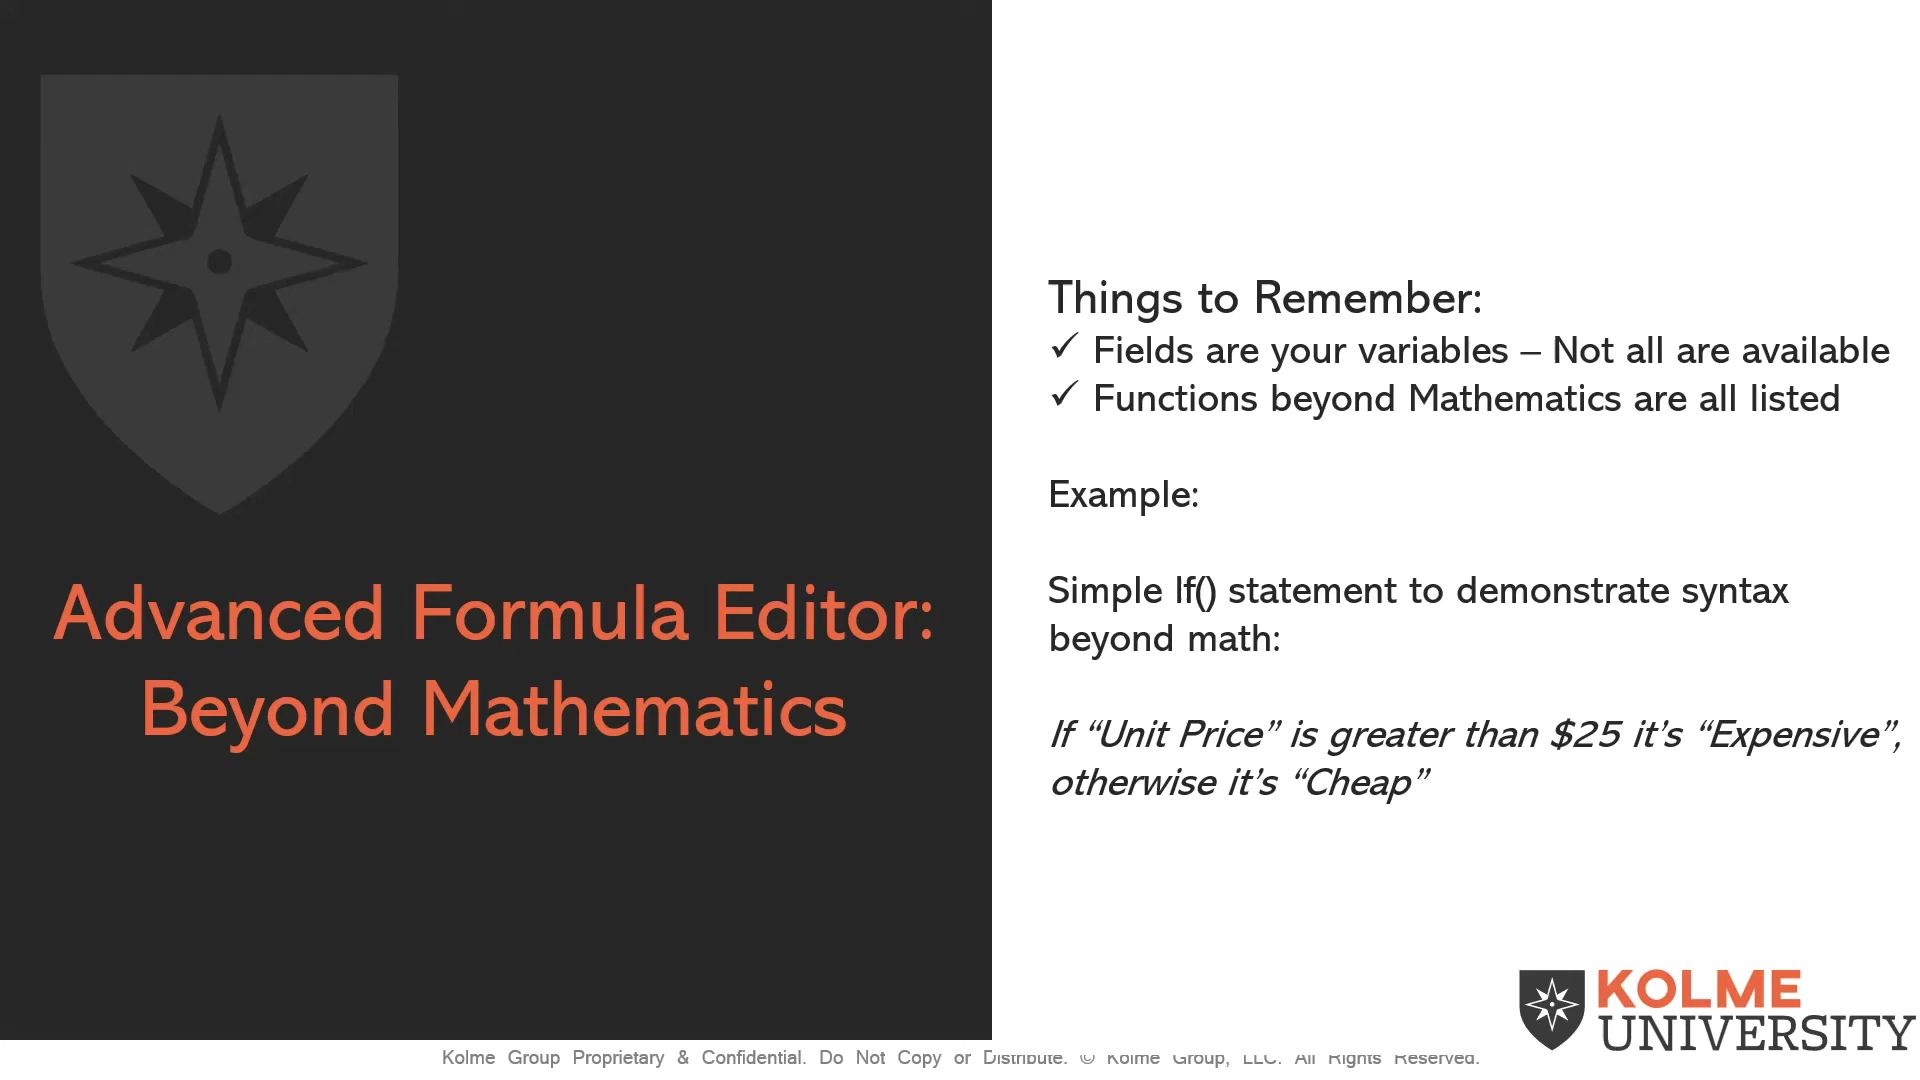 Advanced Formula Editor:
Beyond Mathematics
Things to Remember:
✓ Fields are your variables – Not all are available
✓ Functions beyond Mathematics are all listed
Example:
Simple If() statement to demonstrate syntax
beyond math:
If “Unit Price” is greater than $25 it’s “Expensive”,
otherwise it’s “Cheap”
KOLME
UNIVERSITY
Kolme Group Proprietary & Confidential. Do Not Copy or Distribute. © Kolme Group, LLC. All Rights Reserved.